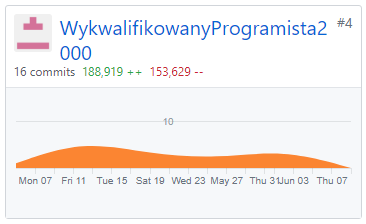 WykwalifikowanyProgramista2 #4
000
16 commits 188,919 ++ 153,629 --
10
Mon 07 Fri 11 Tue 15 Sat 19 Wed 23 May 27 Thu 31 Jun 03 Thu 07